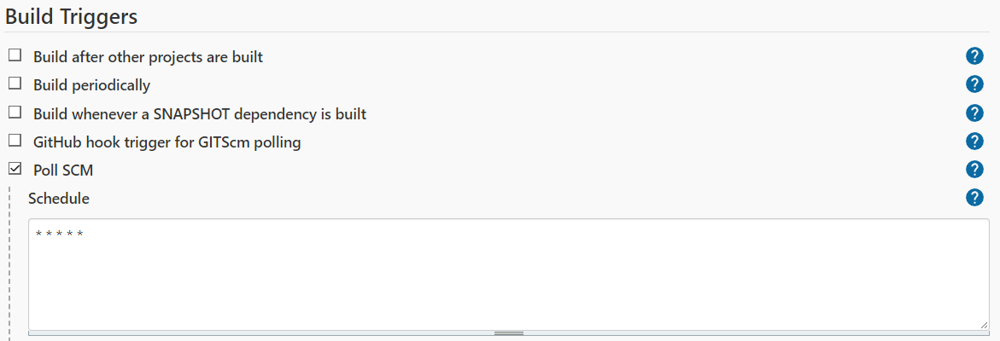 Build Triggers
Build after other projects are built
?
Build periodically
?
Build whenever a SNAPSHOT dependency is built
?
GitHub hook trigger for GITScm polling
?
Poll SCM
?
Schedule
?
* * * * *